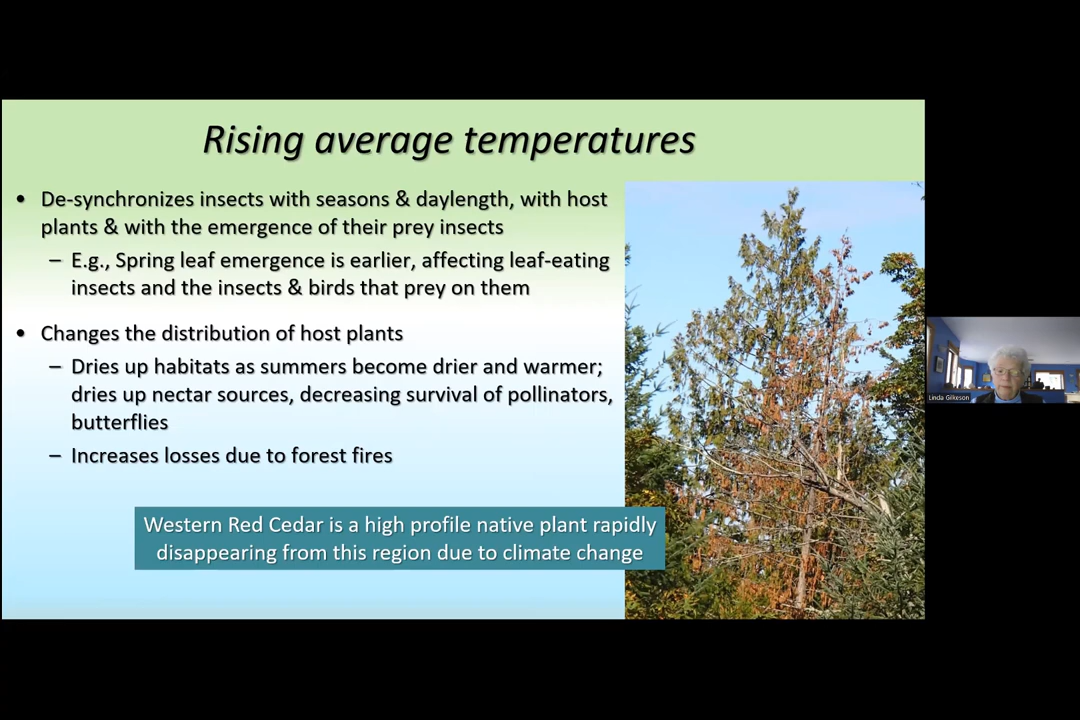 Rising average temperatures
• De-synchronizes insects with seasons & daylength, with host
plants & with the emergence of their prey insects
– E.g., Spring leaf emergence is earlier, affecting leaf-eating
insects and the insects & birds that prey on them
• Changes the distribution of host plants
– Dries up habitats as summers become drier and warmer;
dries up nectar sources, decreasing survival of pollinators,
butterflies
– Increases losses due to forest fires
Western Red Cedar is a high profile native plant rapidly
disappearing from this region due to climate change
Linda Gilkeson